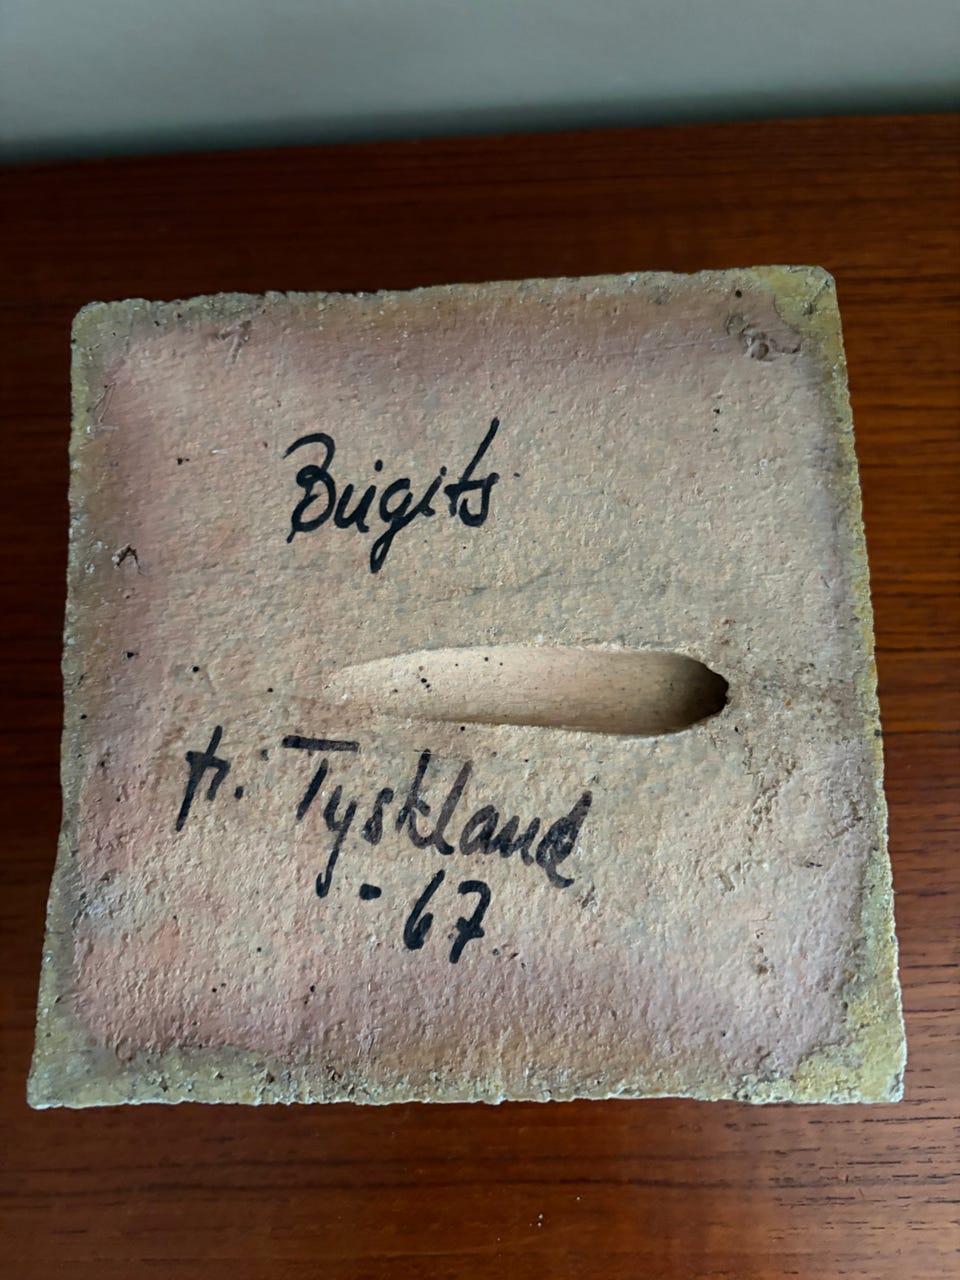 Birgits
fr. Tyskland
-67